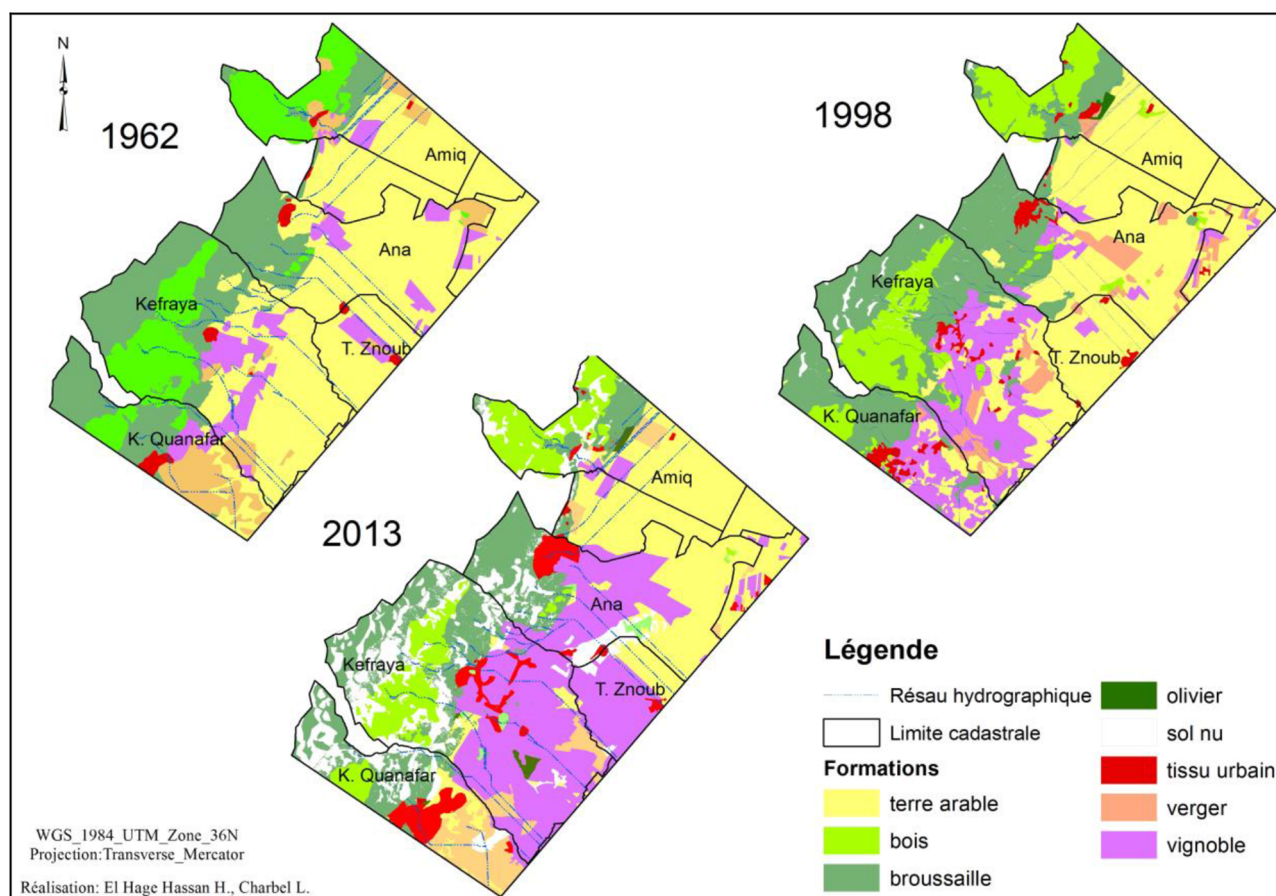 N
1962
Amiq
Ana
Kefraya
T. Znoub
K. Quanafar
1998
Amiq
Ana
Kefraya
T. Znoub
K. Quanafar
2013
Amiq
Ana
Kefraya
T. Znoub
K. Quanafar
Légende
Résau hydrographique
Limite cadastrale
Formations
terre arable
bois
broussaille
olivier
sol nu
tissu urbain
verger
vignoble
WGS_1984_UTM_Zone_36N
Projection:Transverse_Mercator
Réalisation: El Hage Hassan H., Charbel L.